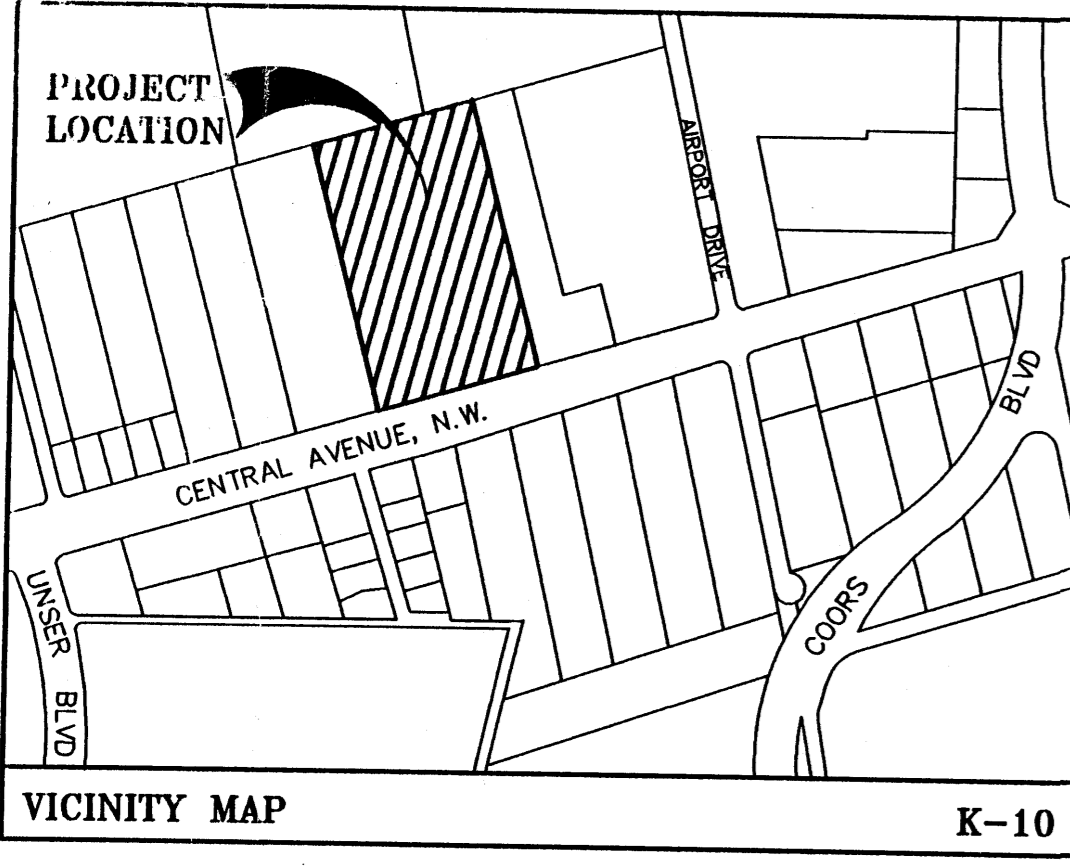 PROJECT
LOCATION
AIRPORT DRIVE
CENTRAL AVENUE, N.W.
UNSER BLVD
COORS BLVD
VICINITY MAP
K-10